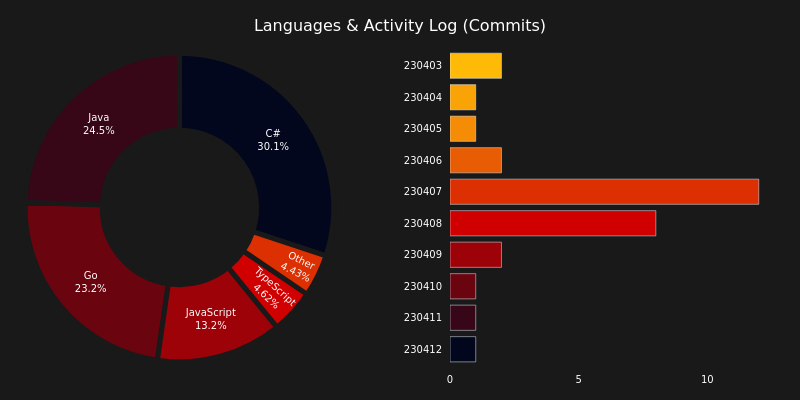 Languages & Activity Log (Commits)
Java
24.5%
C#
30.1%
Other
4.43%
TypeScript
4.62%
JavaScript
13.2%
Go
23.2%
230403
230404
230405
230406
230407
230408
230409
230410
230411
230412
0 5 10